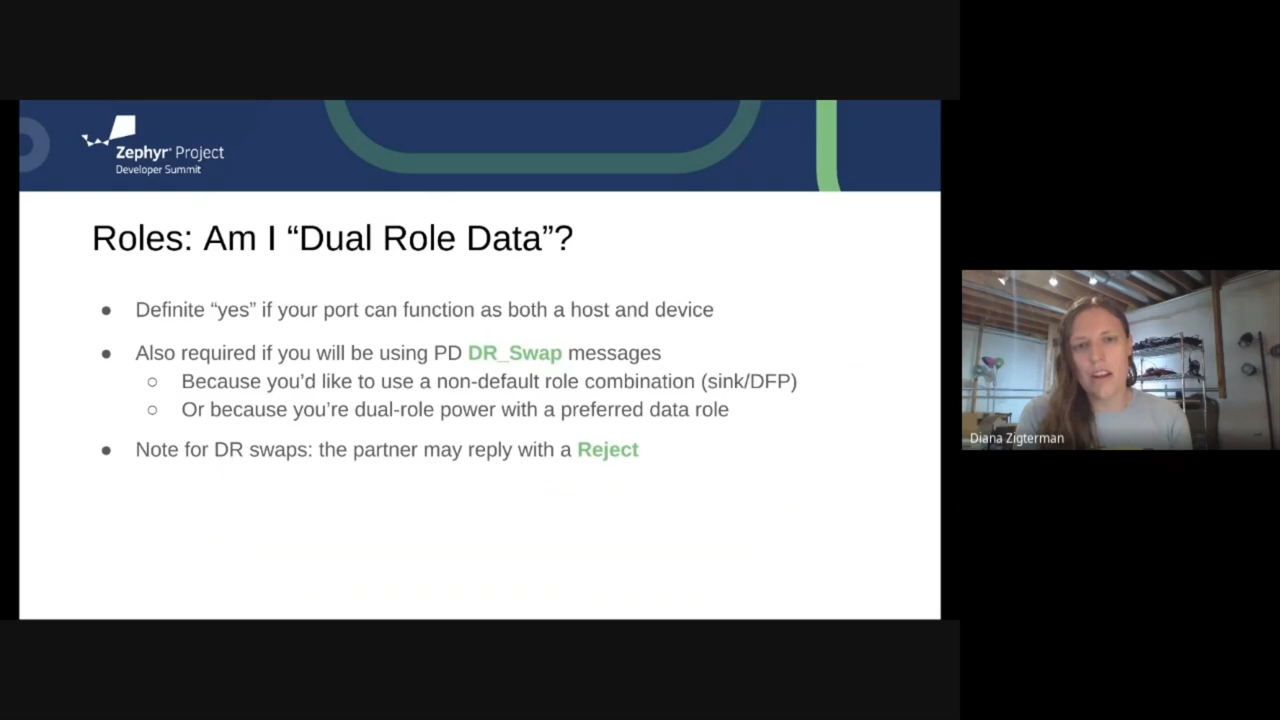 Zephyr® Project
Developer Summit
Roles: Am I “Dual Role Data”?
● Definite “yes” if your port can function as both a host and device
● Also required if you will be using PD DR_Swap messages
○ Because you’d like to use a non-default role combination (sink/DFP)
○ Or because you’re dual-role power with a preferred data role
● Note for DR swaps: the partner may reply with a Reject
Diana Zigterman